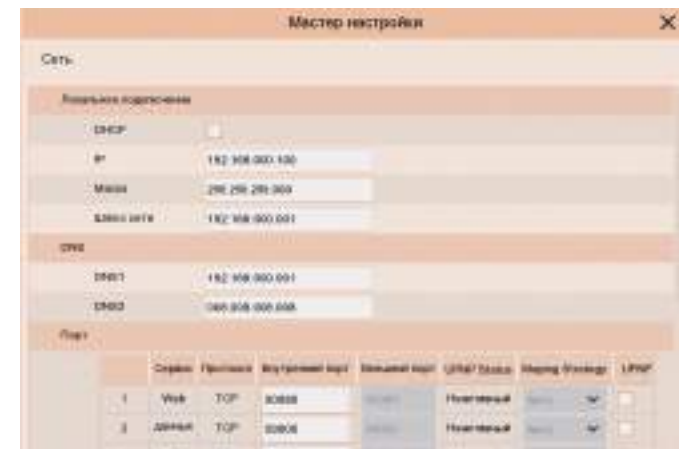 Мастер настройки
Сеть
Локальное подключение
DHCP
IP 192.168.000.100
Маска 255.255.255.000
Шлюз сети 192.168.000.001
DNS
DNS1 192.168.000.001
DNS2 008.008.008.008
Порт
Сервис Протокол Внутренний порт Внешний порт UPNP Status Mapping Strategy UPNP
1 Web TCP Неактивный
2 Данные TCP Неактивный